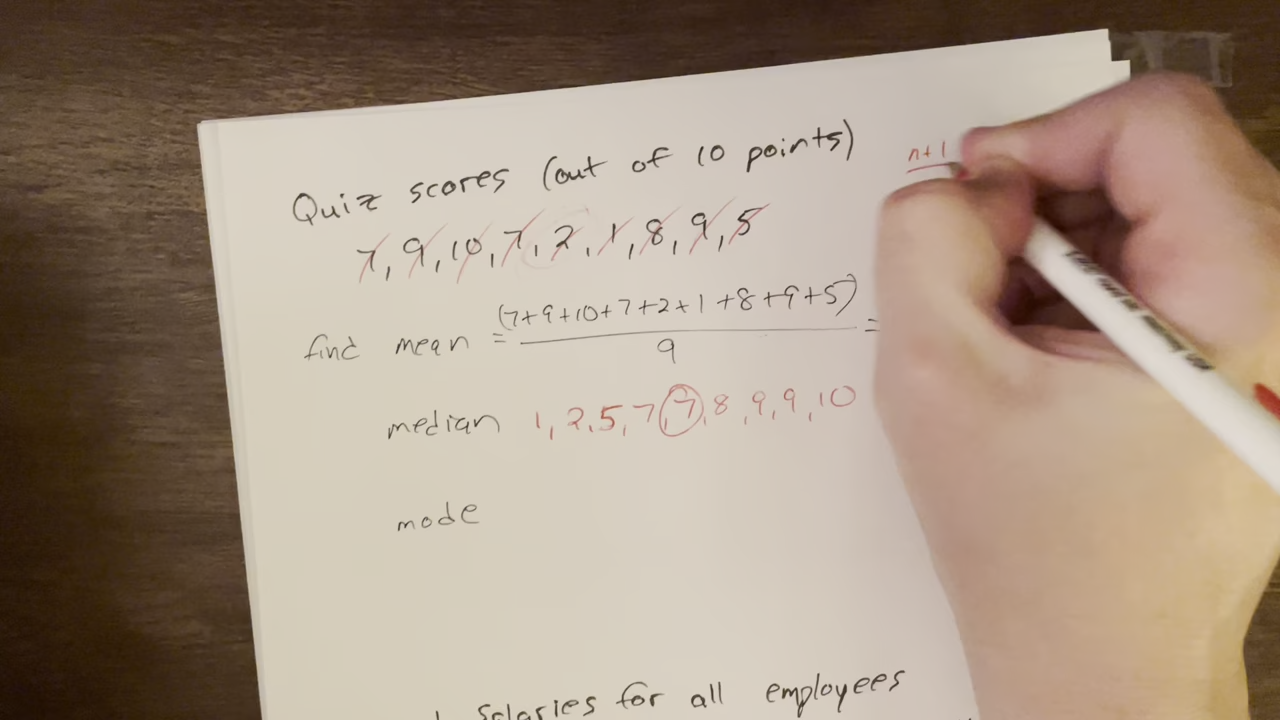 Quiz scores (out of 10 points)
n+1
7, 9, 10, 7, 2, 1, 8, 9, 5
find mean = (7+9+10+7+2+1+8+9+5)
9
=
median 1, 2, 5, 7, 7, 8, 9, 9, 10
mode
salaries for all employees